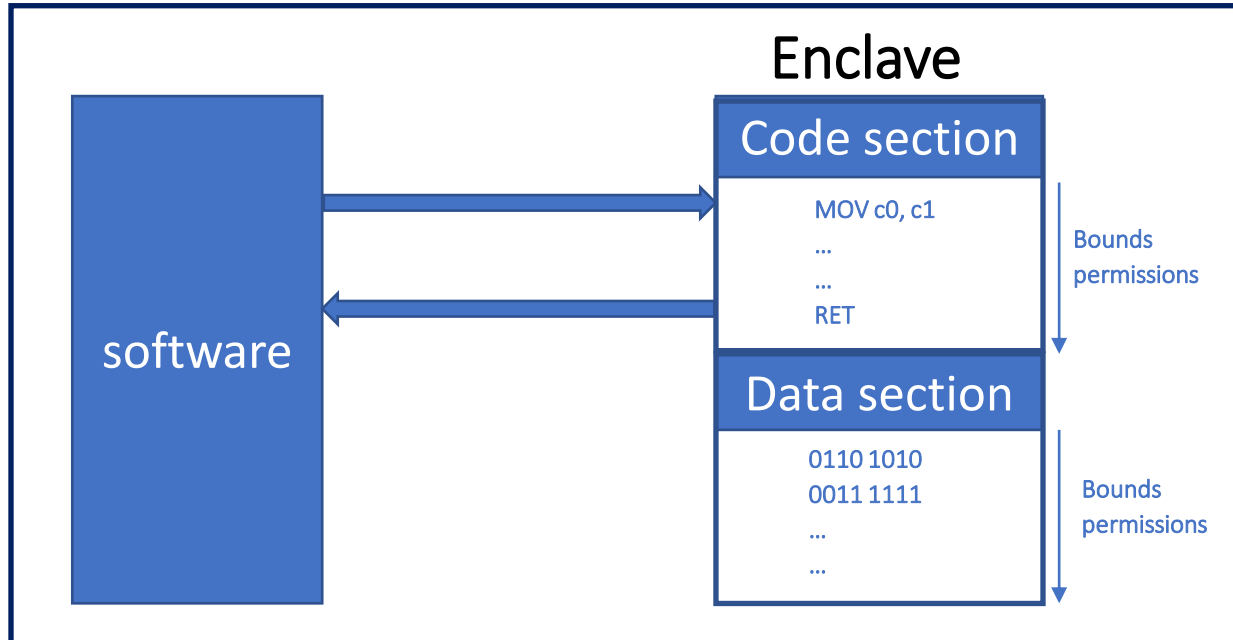 Enclave
software
Code section
MOV c0, c1
...
...
RET
Bounds
permissions
Data section
0110 1010
0011 1111
...
...
Bounds
permissions